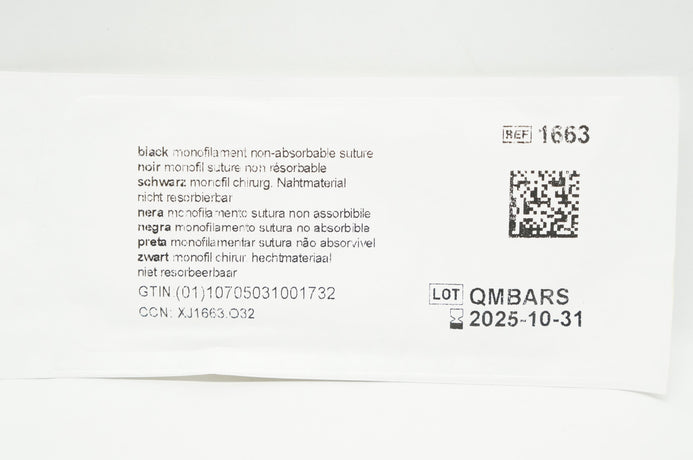 REF 1663
black monofilament non-absorbable suture
noir monofil suture non résorbable
schwarz monofil chirurg. Nahtmaterial
nicht resorbierbar
nera monofilamento sutura non assorbibile
negra monofilamento sutura no absorbible
preta monofilamentar sutura não absorvível
zwart monofil chirur. hechtmateriaal
niet resorbeerbaar
GTIN:(01)10705031001732
CCN: XJ1663.O32
LOT QMBARS
2025-10-31